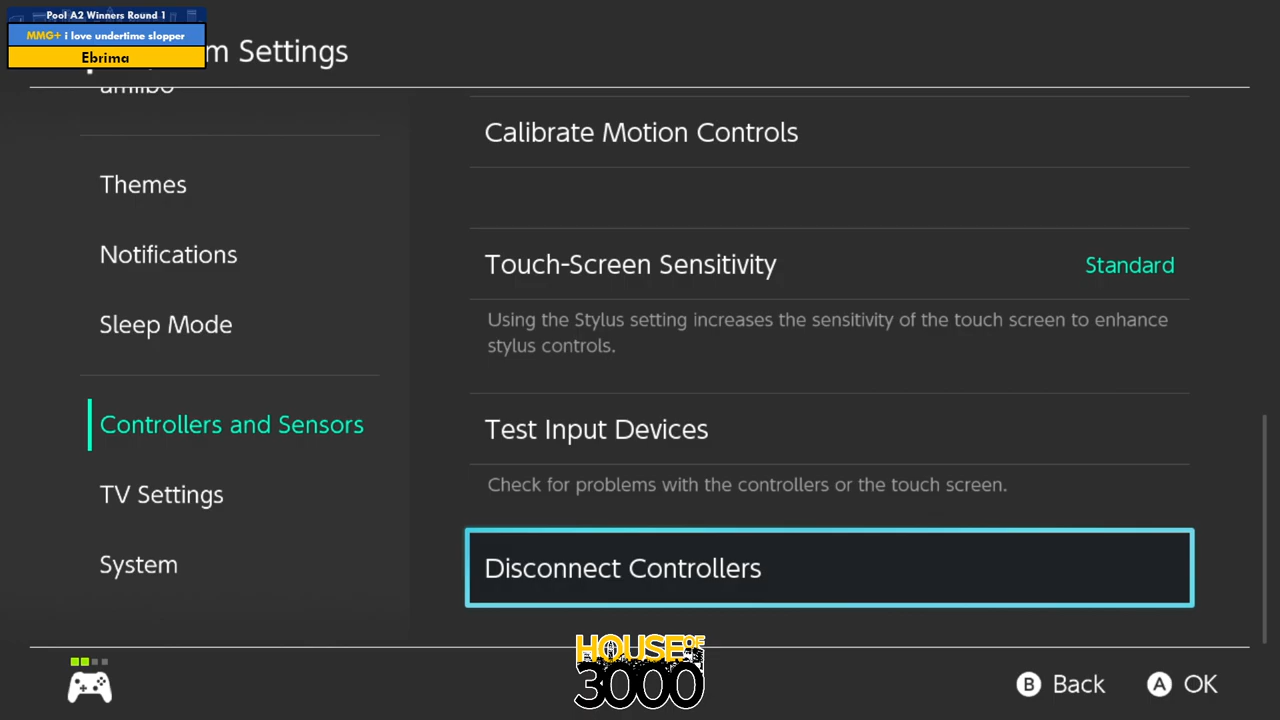 Pool A2 Winners Round 1
MMG+ i love undertime slopper
Ebrima
m Settings
amiibo
Themes
Notifications
Sleep Mode
Controllers and Sensors
TV Settings
System
Calibrate Motion Controls
Touch-Screen Sensitivity Standard
Using the Stylus setting increases the sensitivity of the touch screen to enhance
stylus controls.
Test Input Devices
Check for problems with the controllers or the touch screen.
Disconnect Controllers
HOUSE OF
3000
B Back A OK